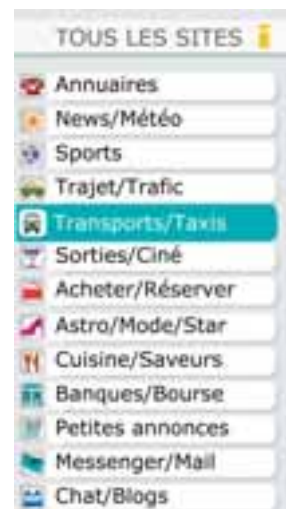 TOUS LES SITES
Annuaires
News/Météo
Sports
Trajet/Trafic
Transports/Taxis
Sorties/Ciné
Acheter/Réserver
Astro/Mode/Star
Cuisine/Saveurs
Banques/Bourse
Petites annonces
Messenger/Mail
Chat/Blogs